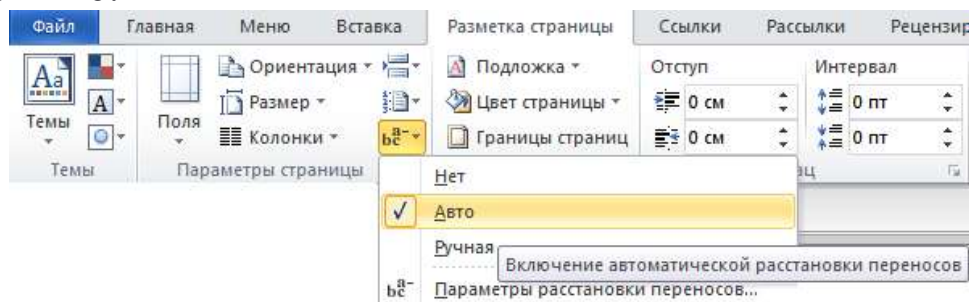 Файл Главная Меню Вставка Разметка страницы Ссылки Рассылки Рецензир
Ориентация Подложка Отступ Интервал
Размер Цвет страницы 0 см 0 пт
Темы Поля Колонки Границы страниц 0 см 0 пт
Темы Параметры страницы ац
Нет
Авто
Ручная
Включение автоматической расстановки переносов
Параметры расстановки переносов...